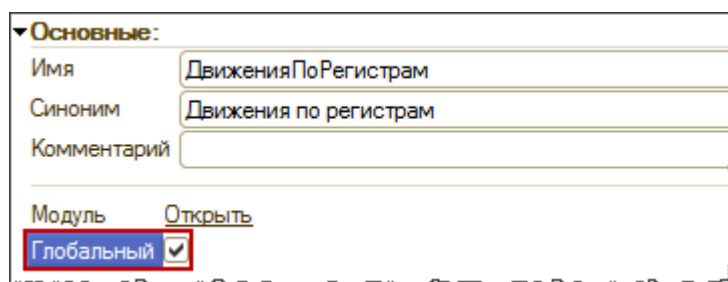 Основные:
Имя ДвиженияПоРегистрам
Синоним Движения по регистрам
Комментарий
Модуль Открыть
Глобальный